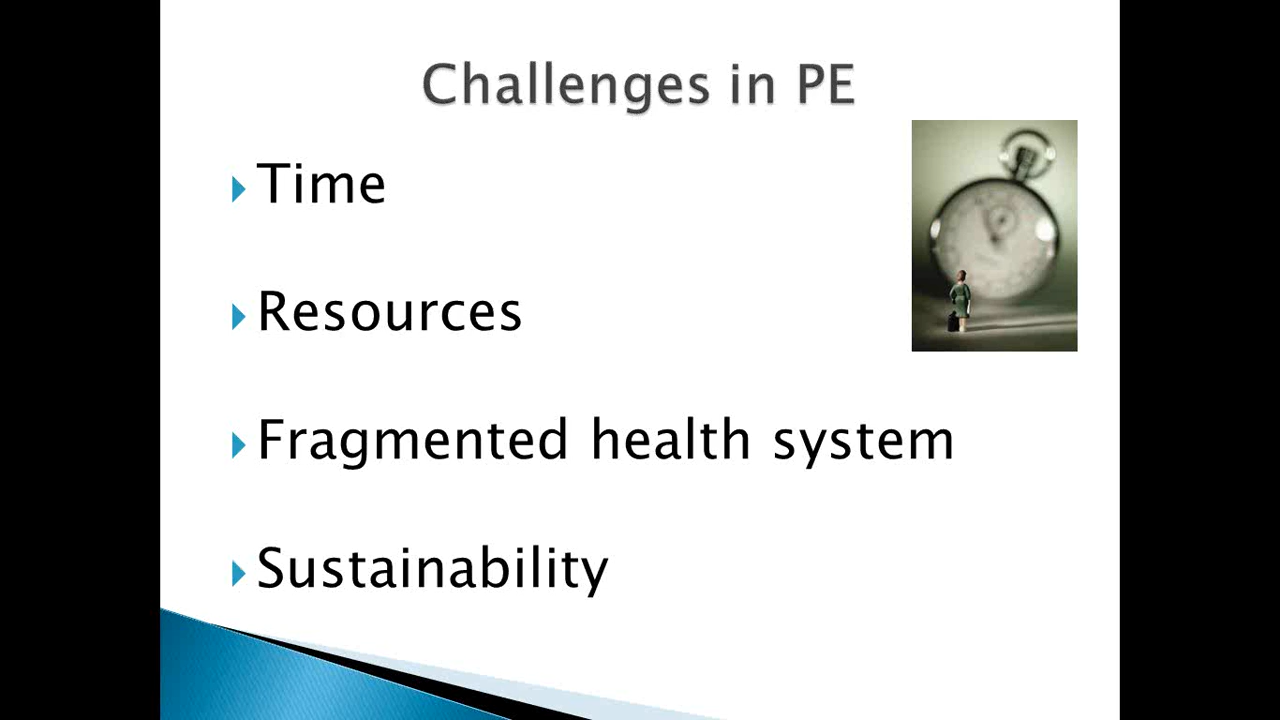 Challenges in PE
Time
Resources
Fragmented health system
Sustainability